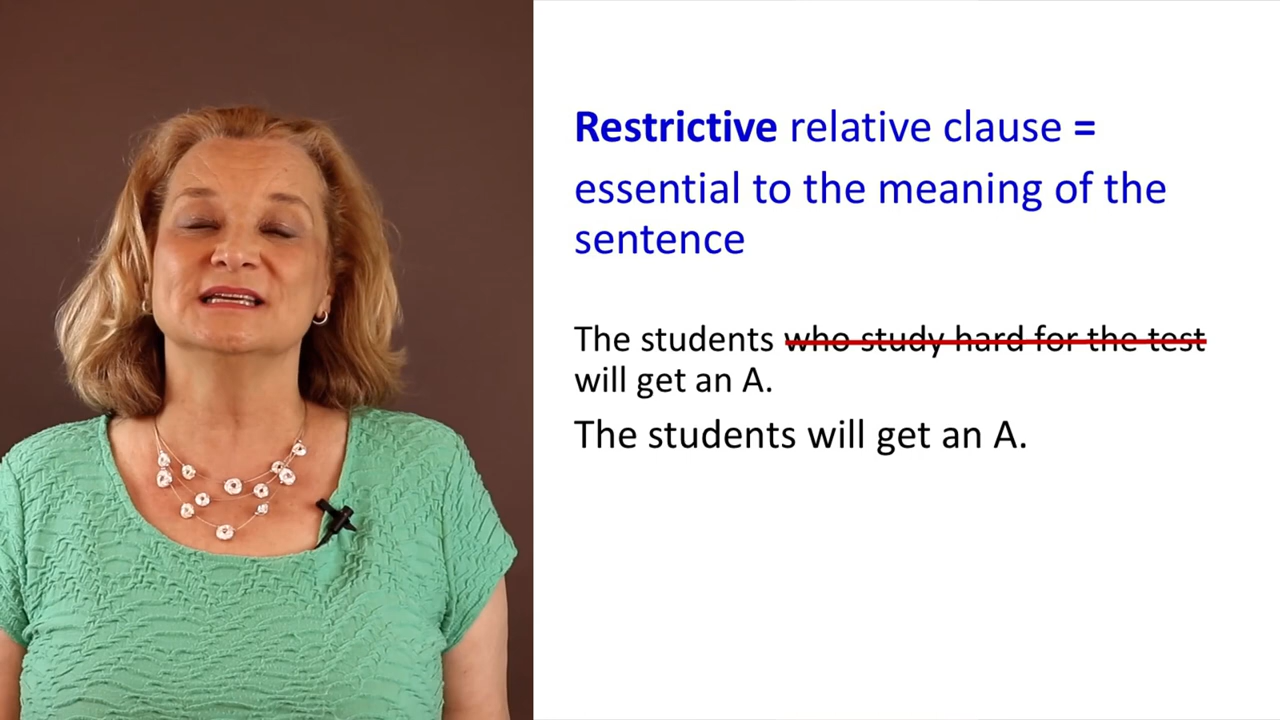 Restrictive relative clause =
essential to the meaning of the
sentence
The students who study hard for the test
will get an A.
The students will get an A.